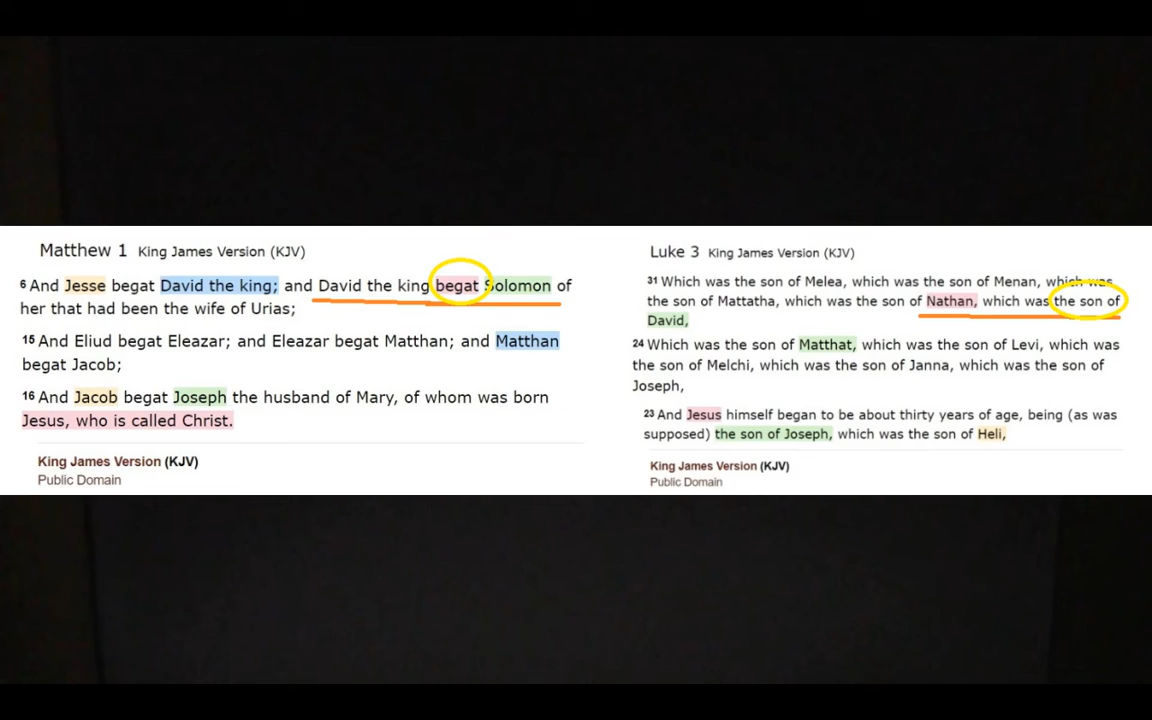 Matthew 1 King James Version (KJV)
6 And Jesse begat David the king; and David the king begat Solomon of
her that had been the wife of Urias;
15 And Eliud begat Eleazar; and Eleazar begat Matthan; and Matthan
begat Jacob;
16 And Jacob begat Joseph the husband of Mary, of whom was born
Jesus, who is called Christ.
King James Version (KJV)
Public Domain
Luke 3 King James Version (KJV)
31 Which was the son of Melea, which was the son of Menan, which was
the son of Mattatha, which was the son of Nathan, which was the son of
David,
24 Which was the son of Matthat, which was the son of Levi, which was
the son of Melchi, which was the son of Janna, which was the son of
Joseph,
23 And Jesus himself began to be about thirty years of age, being (as was
supposed) the son of Joseph, which was the son of Heli,
King James Version (KJV)
Public Domain